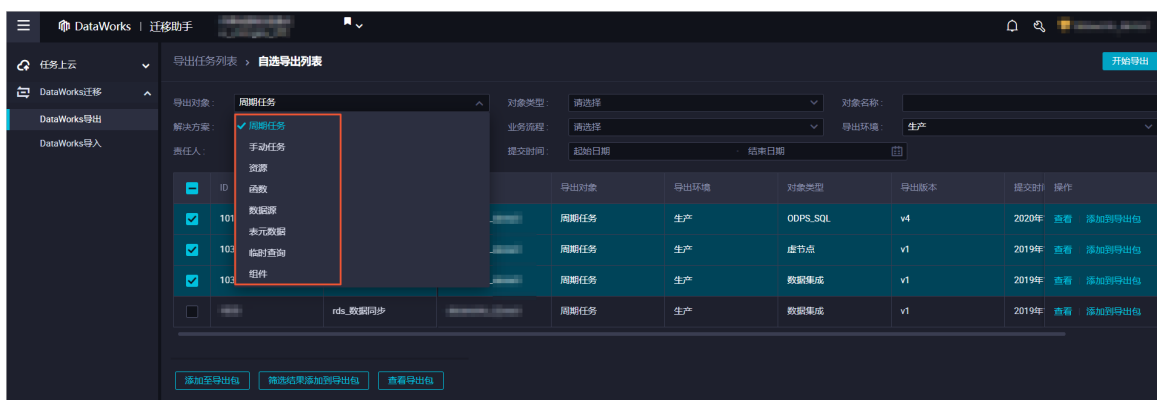 DataWorks | 迁移助手
任务上云
DataWorks迁移
DataWorks导出
DataWorks导入
导出任务列表 > 自选导出列表
开始导出
导出对象: 周期任务 对象类型: 请选择 对象名称:
解决方案: 业务流程: 请选择 导出环境: 生产
责任人: 提交时间: 起始日期 - 结束日期
周期任务
手动任务
资源
函数
数据源
表元数据
临时查询
组件
ID 导出对象 导出环境 对象类型 导出版本 提交时 操作
101 周期任务 生产 ODPS_SQL v4 2020年 查看 添加到导出包
103 周期任务 生产 虚节点 v1 2019年 查看 添加到导出包
103 周期任务 生产 数据集成 v1 2019年 查看 添加到导出包
rds_数据同步 周期任务 生产 数据集成 v1 2019年 查看 添加到导出包
添加至导出包 筛选结果添加到导出包 查看导出包